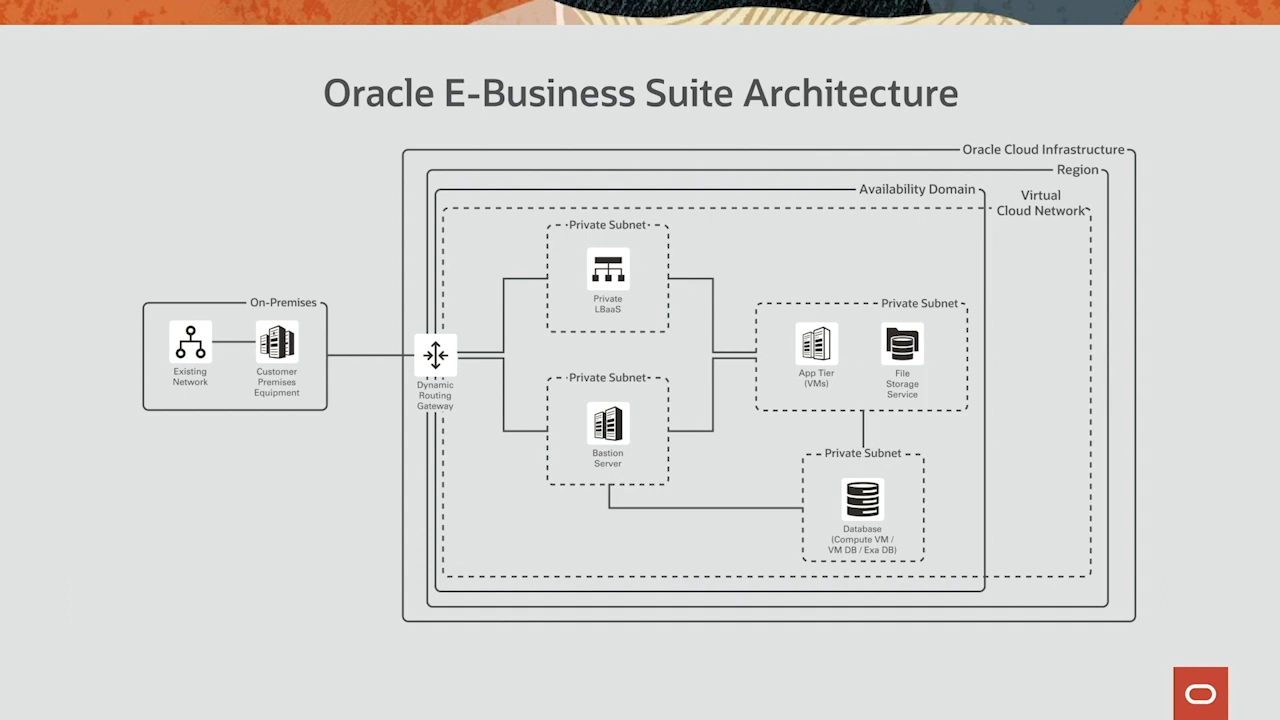 Oracle E-Business Suite Architecture
Oracle Cloud Infrastructure
Region
Availability Domain
Virtual
Cloud Network
Private Subnet
Private
LBaaS
On-Premises
Existing
Network
Customer
Premises
Equipment
Dynamic
Routing
Gateway
Private Subnet
Bastion
Server
Private Subnet
App Tier
(VMs)
File
Storage
Service
Private Subnet
Database
(Compute VM /
VM DB / Exa DB)